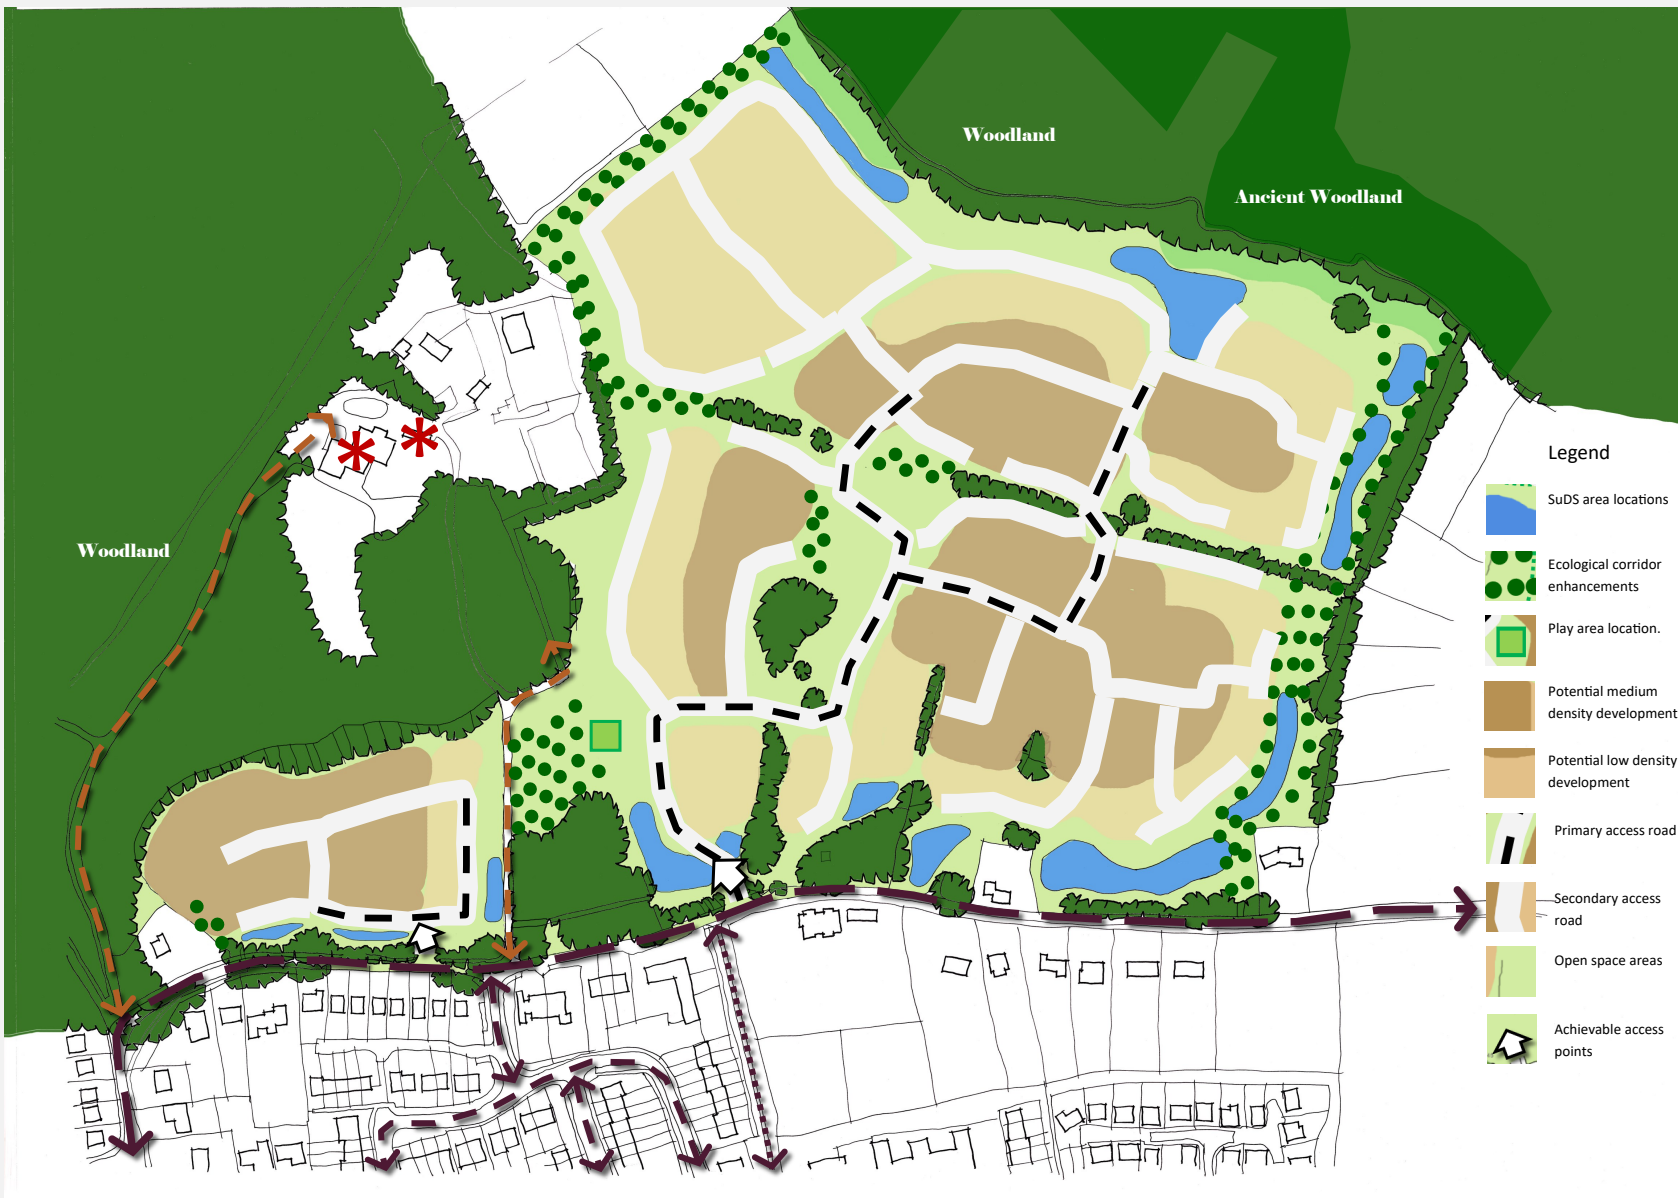 Woodland
Ancient Woodland
Woodland
Legend
SuDS area locations
Ecological corridor
enhancements
Play area location.
Potential medium
density development
Potential low density
development
Primary access road
Secondary access
road
Open space areas
Achievable access
points